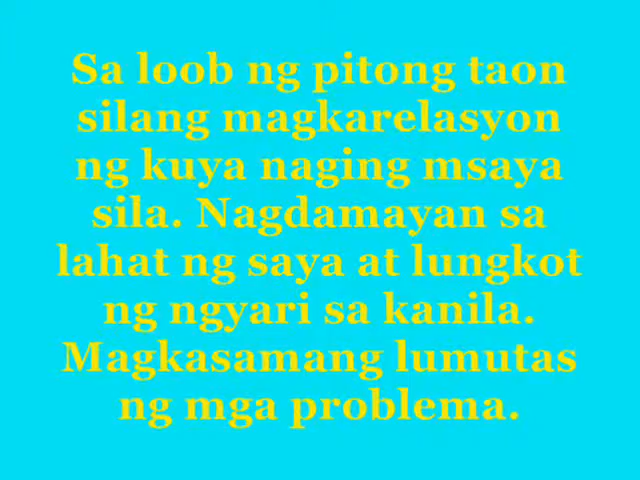 Sa loob ng pitong taon
silang magkarelasyon
ng kuya naging msaya
sila. Nagdamayan sa
lahat ng saya at lungkot
ng ngyari sa kanila.
Magkasamang lumutas
ng mga problema.